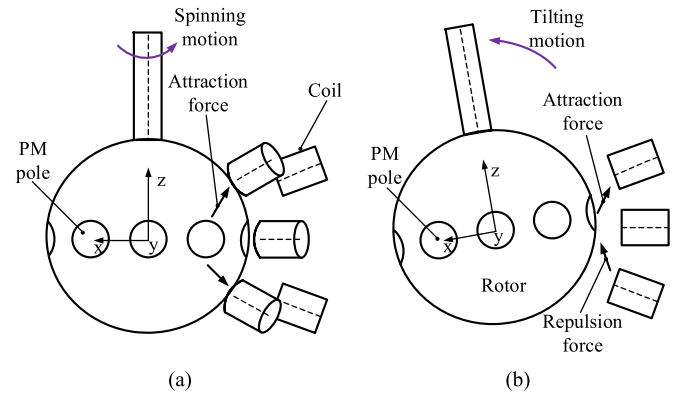 Spinning
motion
Attraction
force
Coil
PM
pole
z
x
y
(a)
Tilting
motion
Attraction
force
PM
pole
z
x
y
Rotor
Repulsion
force
(b)